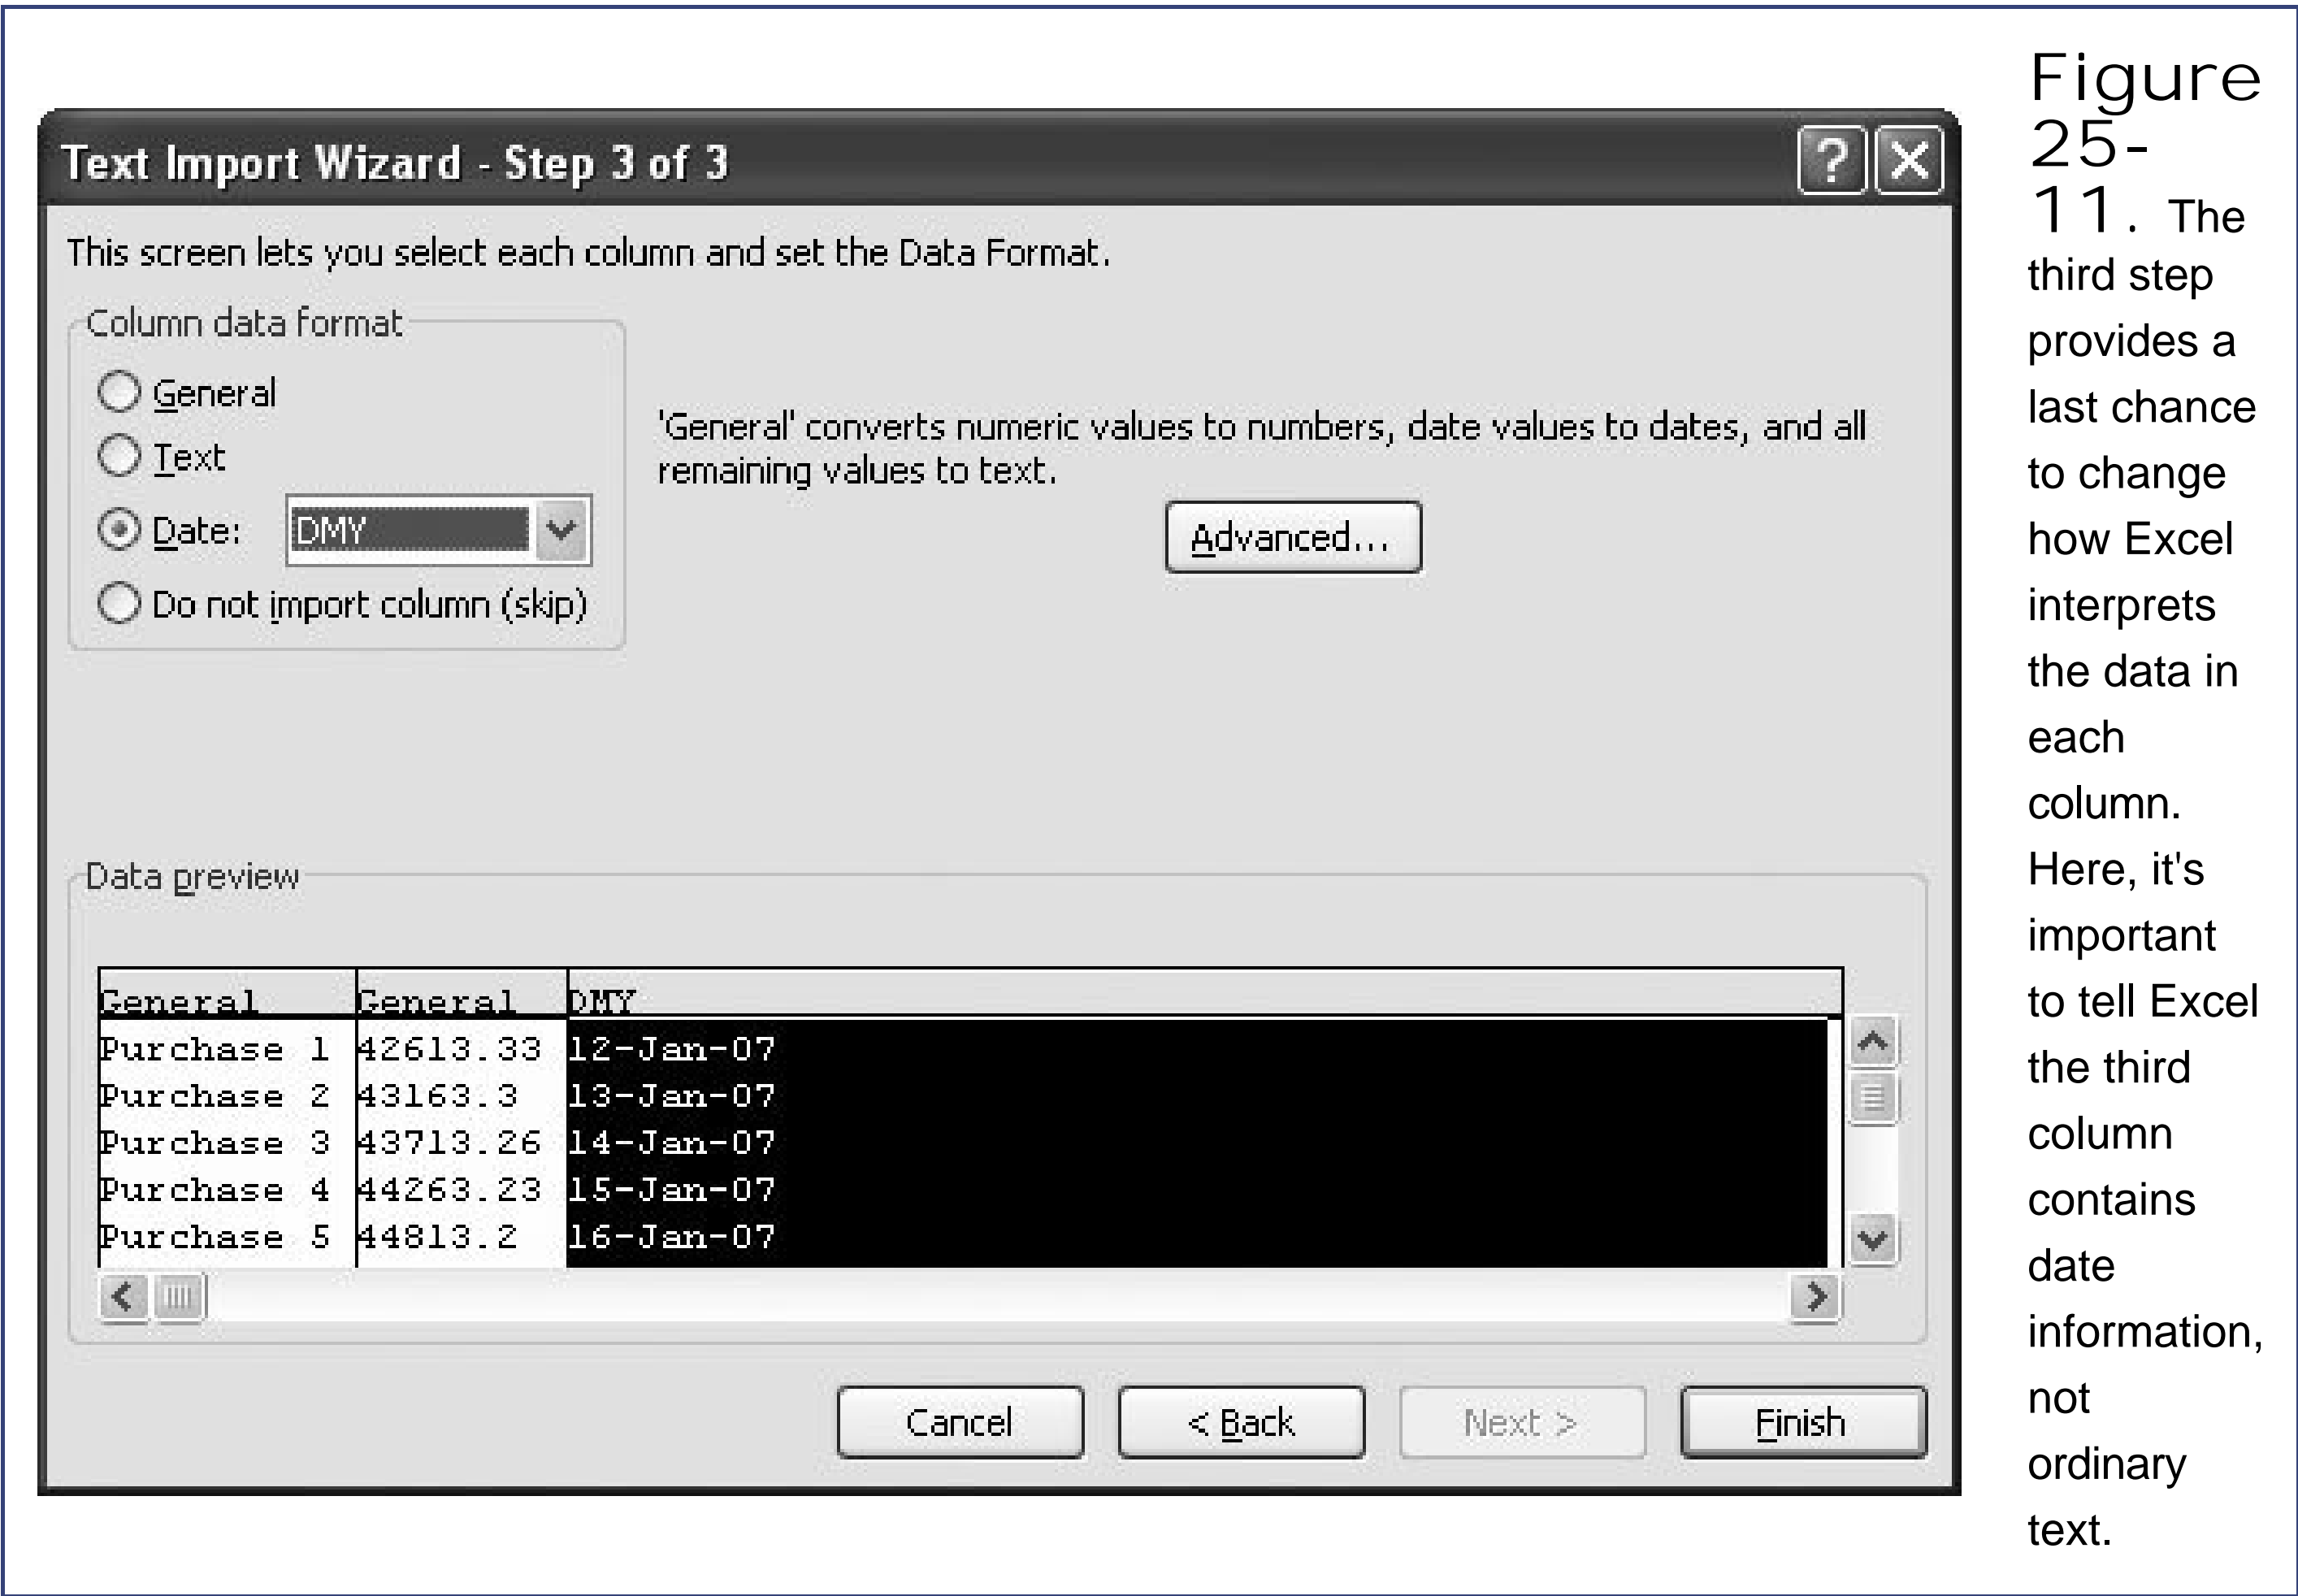 Text Import Wizard - Step 3 of 3
This screen lets you select each column and set the Data Format.
Column data format
General
Text
Date: DMY
Do not import column (skip)
'General' converts numeric values to numbers, date values to dates, and all
remaining values to text.
Advanced...
Data preview
General General DMY
Purchase 1 42613.33 12-Jan-07
Purchase 2 43163.3 13-Jan-07
Purchase 3 43713.26 14-Jan-07
Purchase 4 44263.23 15-Jan-07
Purchase 5 44813.2 16-Jan-07
Cancel < Back Next > Finish
Figure
25-
11. The
third step
provides a
last chance
to change
how Excel
interprets
the data in
each
column.
Here, it's
important
to tell Excel
the third
column
contains
date
information,
not
ordinary
text.